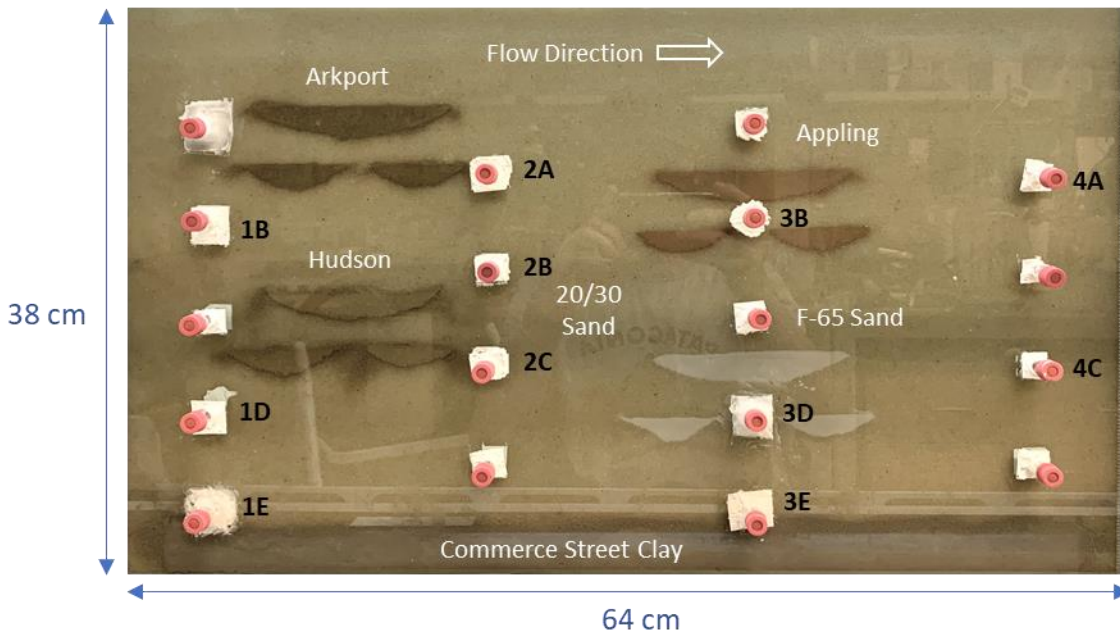 Flow Direction
Arkport
Appling
2A
4A
1B
3B
Hudson
2B
20/30
Sand
F-65 Sand
38 cm
2C
4C
1D
3D
1E
3E
Commerce Street Clay
64 cm